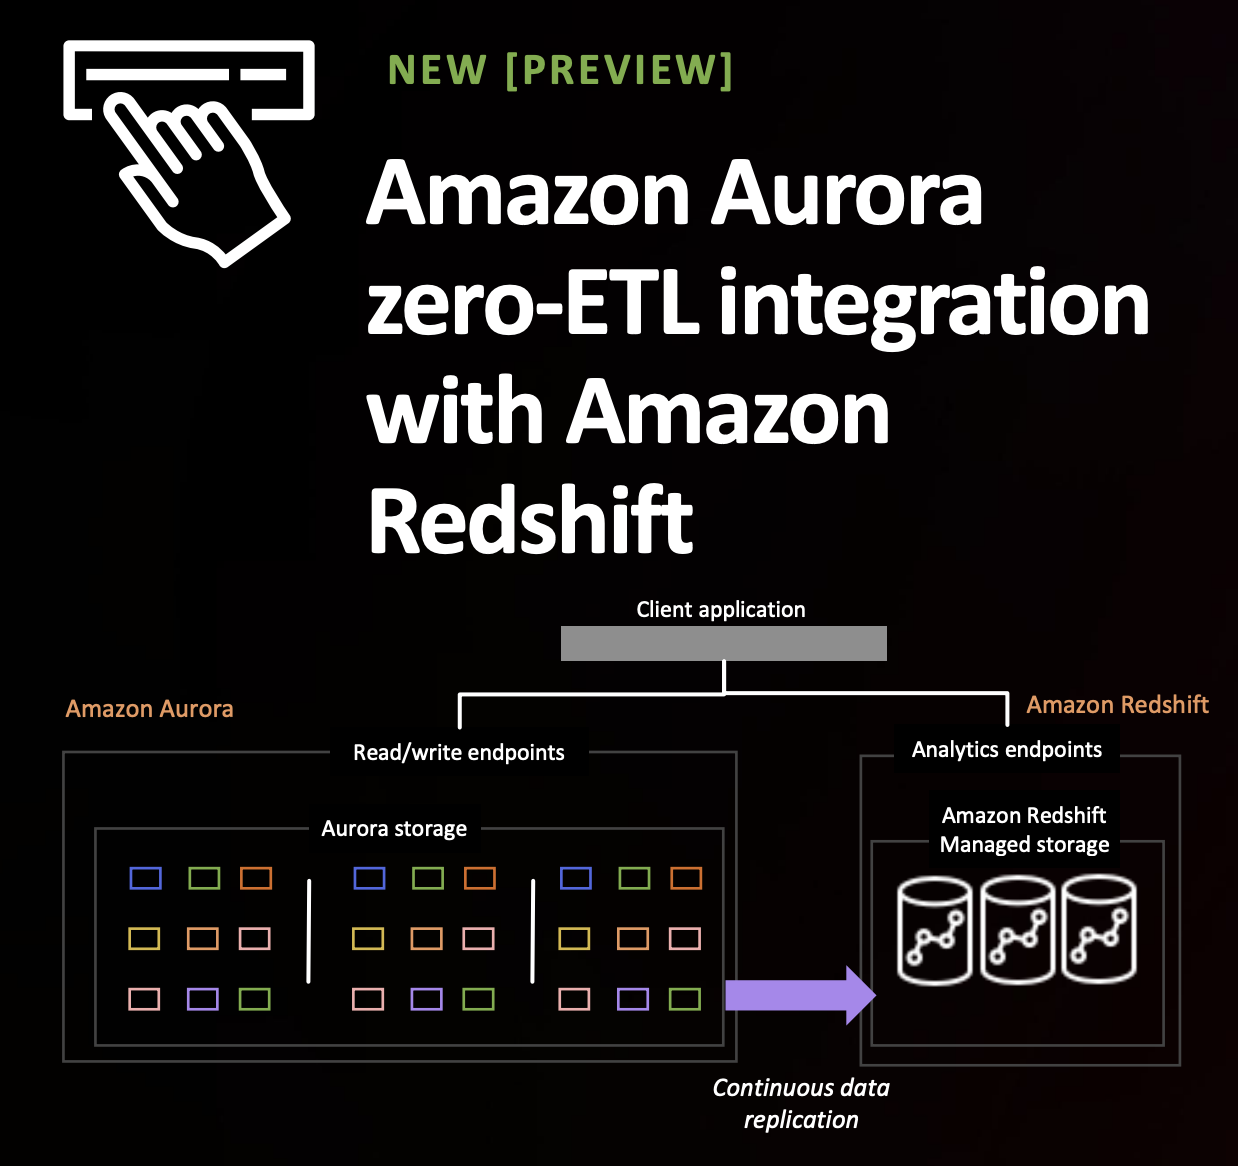 NEW [PREVIEW]
Amazon Aurora
zero-ETL integration
with Amazon
Redshift
Client application
Amazon Aurora
Amazon Redshift
Read/write endpoints
Analytics endpoints
Aurora storage
Amazon Redshift
Managed storage
Continuous data
replication